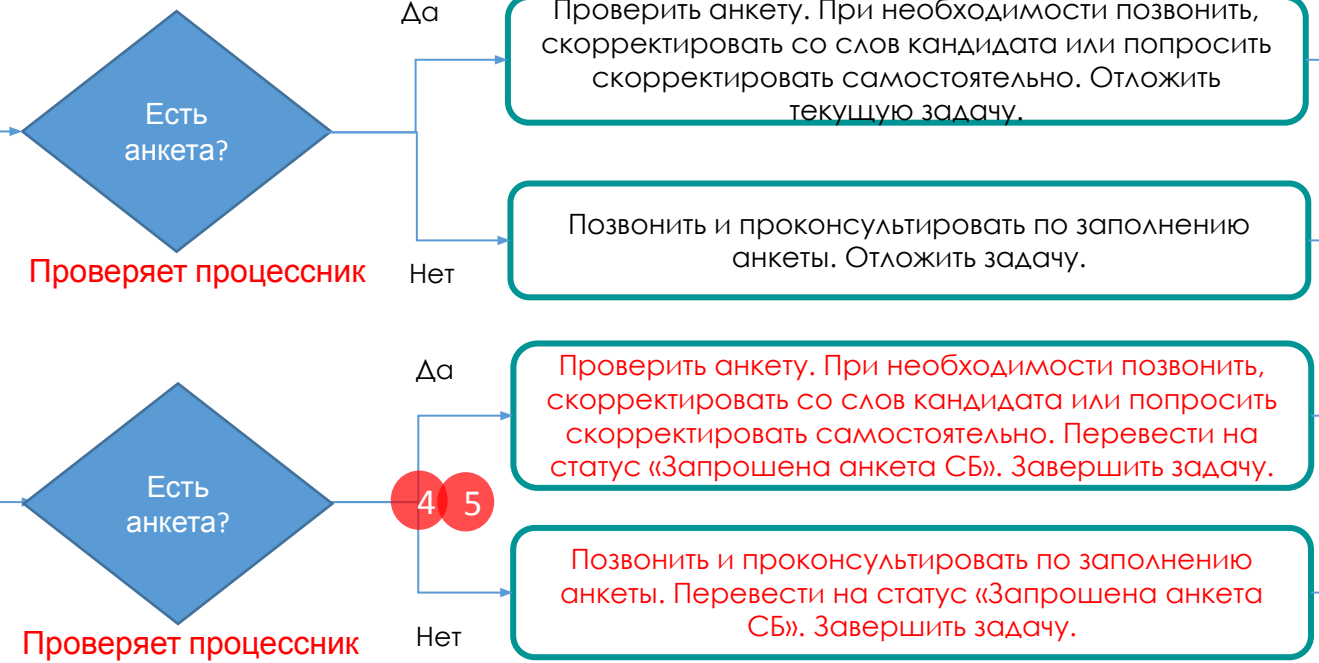 Да
Проверить анкету. При необходимости позвонить,
скорректировать со слов кандидата или попросить
скорректировать самостоятельно. Отложить
текущую задачу.
Есть
анкета?
Позвонить и проконсультировать по заполнению
анкеты. Отложить задачу.
Проверяет процессник
Нет
Да
Проверить анкету. При необходимости позвонить,
скорректировать со слов кандидата или попросить
скорректировать самостоятельно. Перевести на
статус «Запрошена анкета СБ». Завершить задачу.
Есть
анкета?
4 5
Позвонить и проконсультировать по заполнению
анкеты. Перевести на статус «Запрошена анкета
СБ». Завершить задачу.
Проверяет процессник
Нет